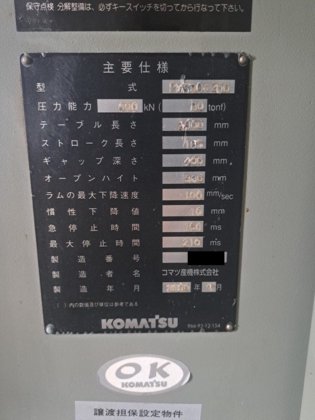 保守点検 分解整備は、必ずキースイッチを切ってから行なって下さい。
主要仕様
型式
圧力能力 kN tonf
テーブル長さ mm
ストローク長さ mm
ギャップ深さ mm
オープンハイト mm
ラムの最大下降速度 mm/sec
惰性下降値 mm
急停止時間 ms
最大停止時間 ms
製造番号
製造者名 コマツ産機株式会社
製造年月 年 月
( )内の数値及び単位は参考である
KOMATSU
OK
KOMATSU
譲渡担保設定物件